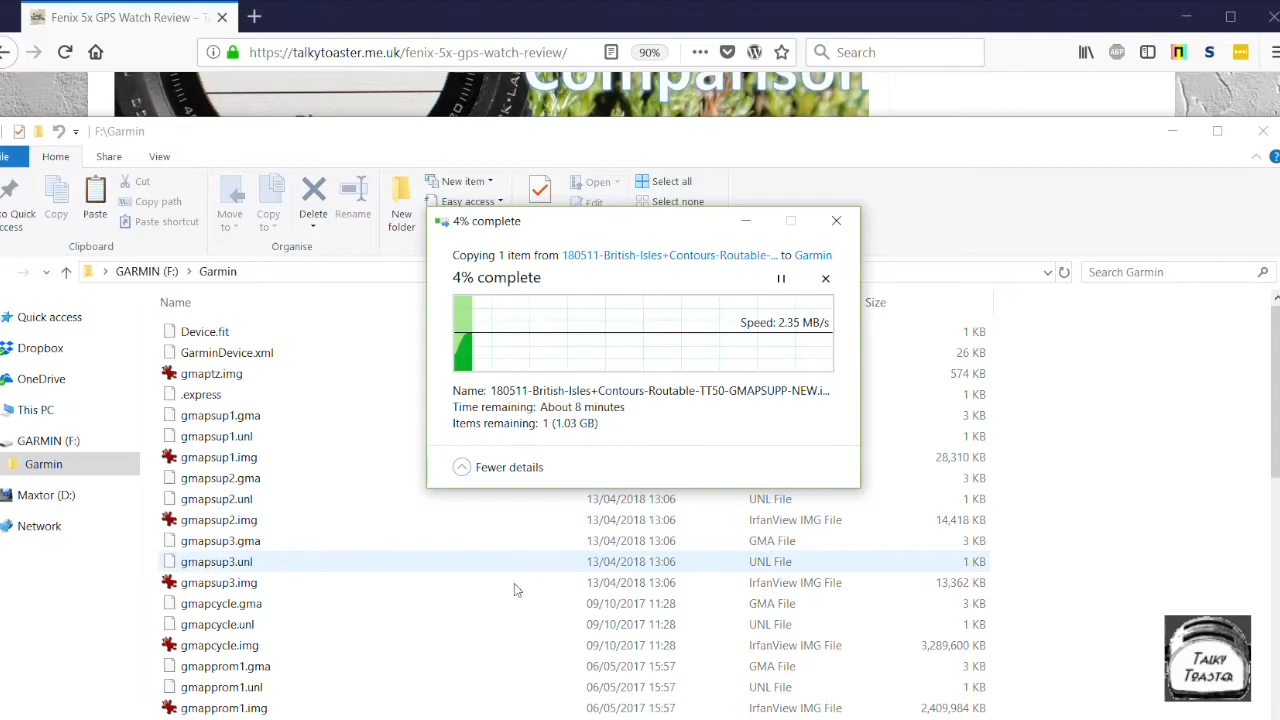 Fenix 5x GPS Watch Review – T
https://talkytoaster.me.uk/fenix-5x-gps-watch-review/
90%
Search
Comparison
F:\Garmin
Home Share View
Cut
Copy path
Paste shortcut
Copy
Paste
Clipboard
Move to
Copy to
Delete
Rename
Organise
New folder
New item
Easy access
Open
Edit
Select all
Select none
GARMIN (F:) > Garmin
Search Garmin
4% complete
Copying 1 item from 180511-British-Isles+Contours-Routable-... to Garmin
4% complete
Speed: 2.35 MB/s
Name: 180511-British-Isles+Contours-Routable-TT50-GMAPSUPP-NEW.i...
Time remaining: About 8 minutes
Items remaining: 1 (1.03 GB)
Fewer details
Quick access
Dropbox
OneDrive
This PC
GARMIN (F:)
Garmin
Maxtor (D:)
Network
Name Size
Device.fit 1 KB
GarminDevice.xml 26 KB
gmaptz.img 574 KB
.express 1 KB
gmapsup1.gma 3 KB
gmapsup1.unl 1 KB
gmapsup1.img 28,310 KB
gmapsup2.gma 3 KB
gmapsup2.unl 13/04/2018 13:06 UNL File 1 KB
gmapsup2.img 13/04/2018 13:06 IrfanView IMG File 14,418 KB
gmapsup3.gma 13/04/2018 13:06 GMA File 3 KB
gmapsup3.unl 13/04/2018 13:06 UNL File 1 KB
gmapsup3.img 13/04/2018 13:06 IrfanView IMG File 13,362 KB
gmapcycle.gma 09/10/2017 11:28 GMA File 3 KB
gmapcycle.unl 09/10/2017 11:28 UNL File 1 KB
gmapcycle.img 09/10/2017 11:28 IrfanView IMG File 3,289,600 KB
gmapprom1.gma 06/05/2017 15:57 GMA File 3 KB
gmapprom1.unl 06/05/2017 15:57 UNL File 1 KB
gmapprom1.img 06/05/2017 15:57 IrfanView IMG File 2,409,984 KB
TALKY
TOASTER